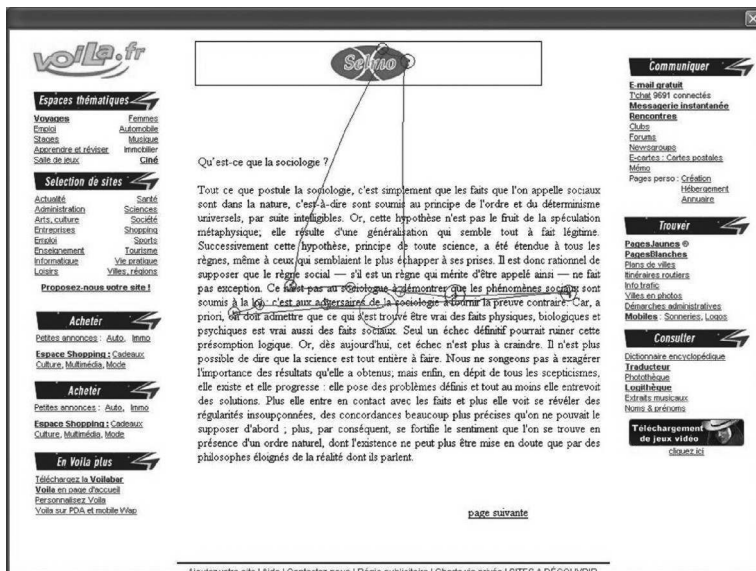 voiLa.fr
Espaces thématiques
Voyages Femmes
Emploi Automobile
Stages Musique
Apprendre et réviser Immobilier
Salle de jeux Ciné
Selection de sites
Actualité Santé
Administration Sciences
Arts, culture Société
Entreprises Shopping
Emploi Sports
Enseignement Tourisme
Informatique Vie pratique
Loisirs Villes, régions
Proposez-nous votre site !
Acheter
Petites annonces : Auto, Immo
Espace Shopping : Cadeaux
Culture, Multimédia, Mode
Acheter
Petites annonces : Auto, Immo
Espace Shopping : Cadeaux
Culture, Multimédia, Mode
En Voila plus
Téléchargez la Voilabar
Voila en page d'accueil
Personnalisez Voila
Voila sur PDA et mobile Wap
Selmo
Qu'est-ce que la sociologie ?
Tout ce que postule la sociologie, c'est simplement que les faits que l'on appelle sociaux
sont dans la nature, c'est-à-dire sont soumis au principe de l'ordre et du déterminisme
universels, par suite intelligibles. Or, cette hypothèse n'est pas le fruit de la spéculation
métaphysique; elle résulte d'une généralisation qui semble tout à fait légitime.
Successivement cette hypothèse, principe de toute science, a été étendue à tous les
règnes, même à ceux qui semblaient le plus échapper à ses prises. Il est donc rationnel de
supposer que le règne social — s'il est un règne qui mérite d'être appelé ainsi — ne fait
pas exception. Ce n'est pas au sociologue à démontrer que les phénomènes sociaux sont
soumis à la loi : c'est aux adversaires de la sociologie à fournir la preuve contraire. Car, a
priori, on doit admettre que ce qui s'est trouvé être vrai des faits physiques, biologiques et
psychiques est vrai aussi des faits sociaux. Seul un échec définitif pourrait ruiner cette
présomption logique. Or, dès aujourd'hui, cet échec n'est plus à craindre. Il n'est plus
possible de dire que la science est tout entière à faire. Nous ne songeons pas à exagérer
l'importance des résultats qu'elle a obtenus, mais enfin, en dépit de tous les scepticismes,
elle existe et elle progresse : elle pose des problèmes définis et tout au moins elle entrevoit
des solutions. Plus elle entre en contact avec les faits et plus elle voit se révéler des
régularités insoupçonnées, des concordances beaucoup plus précises qu'on ne pouvait le
supposer d'abord ; plus, par conséquent, se fortifie le sentiment que l'on se trouve en
présence d'un ordre naturel, dont l'existence ne peut plus être mise en doute que par des
philosophes éloignés de la réalité dont ils parlent.
page suivante
Communiquer
E-mail gratuit
T'chat 9691 connectés
Messagerie instantanée
Rencontres
Clubs
Forums
Newsgroups
E-cartes : Cartes postales
Mémo
Pages perso : Création
Hébergement
Annuaire
Trouver
PagesJaunes ®
PagesBlanches
Plans de villes
Itinéraires routiers
Info trafic
Villes en photos
Démarches administratives
Mobiles : Sonneries, Logos
Consulter
Dictionnaire encyclopédique
Traducteur
Photothèque
Logithèque
Extraits musicaux
Noms & prénoms
Téléchargement
de jeux vidéo
cliquez ici